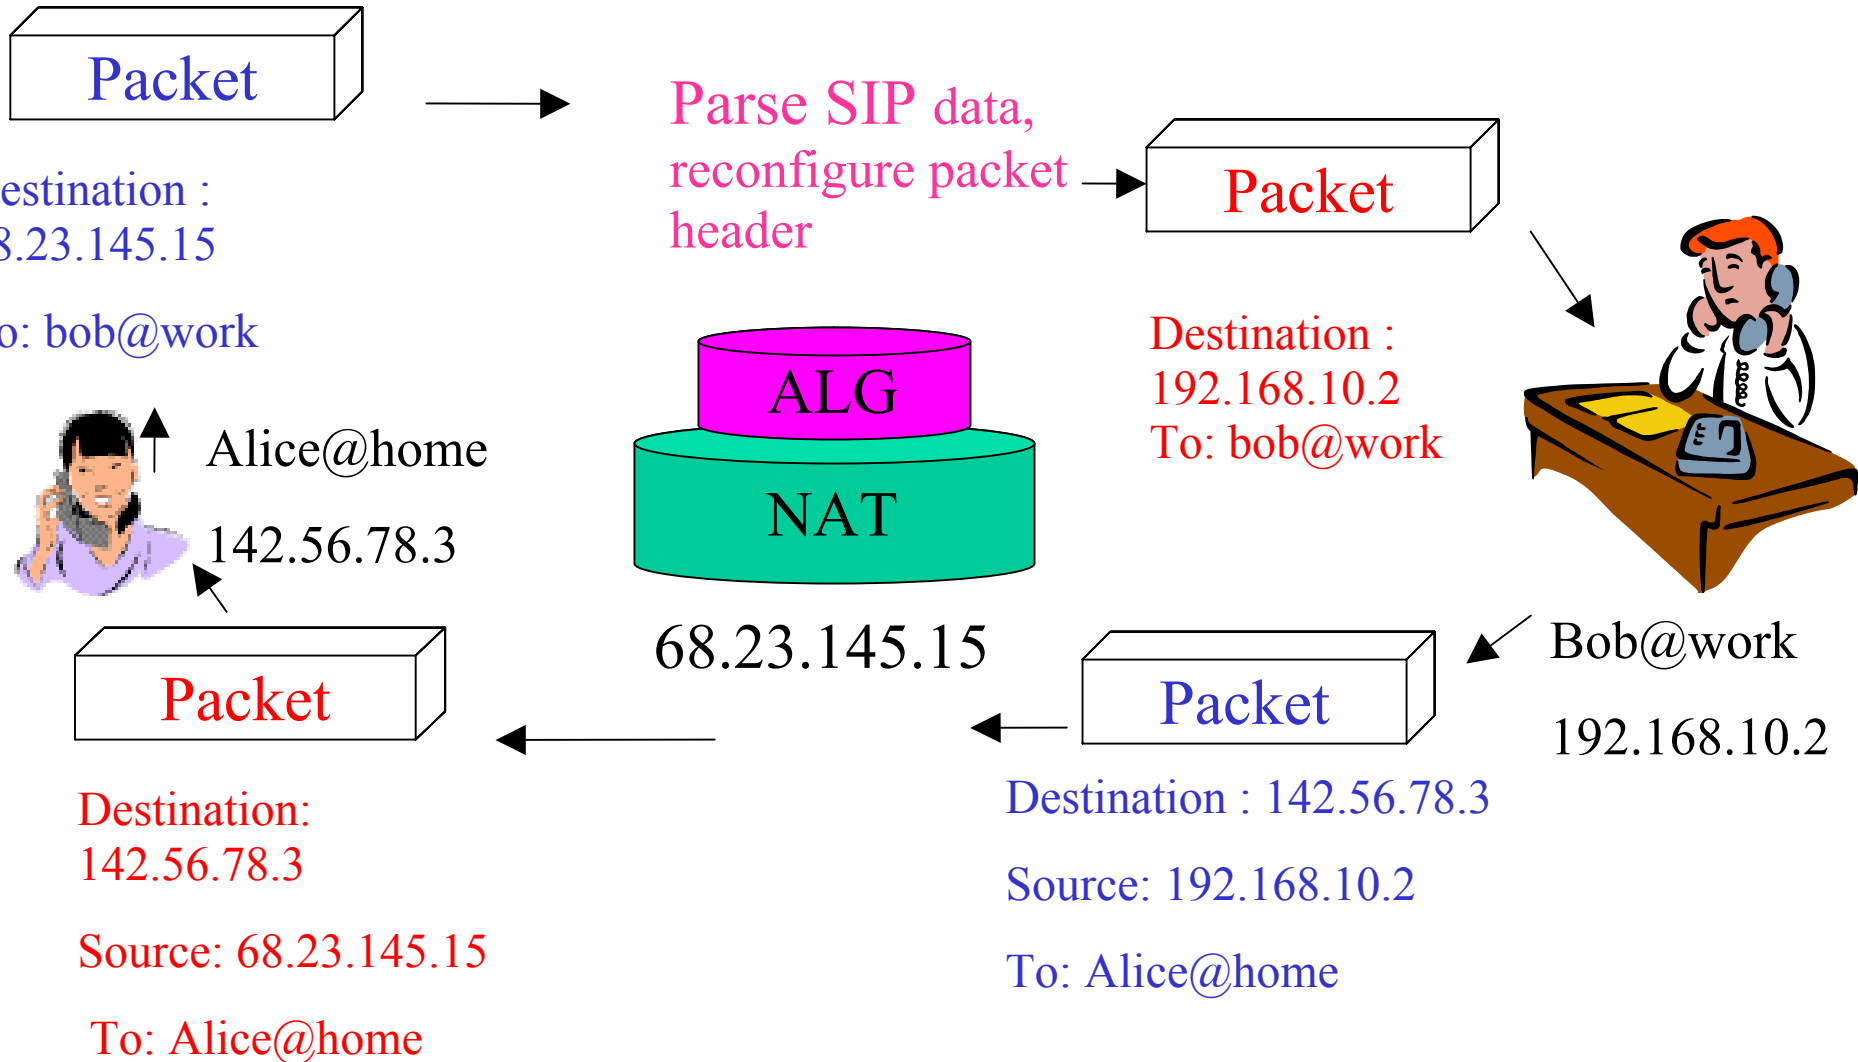 Packet
estination :
8.23.145.15
o: bob@work
Parse SIP data,
reconfigure packet
header
Packet
Destination :
192.168.10.2
To: bob@work
ALG
NAT
68.23.145.15
Alice@home
142.56.78.3
Bob@work
192.168.10.2
Packet
Destination : 142.56.78.3
Source: 192.168.10.2
To: Alice@home
Packet
Destination:
142.56.78.3
Source: 68.23.145.15
To: Alice@home